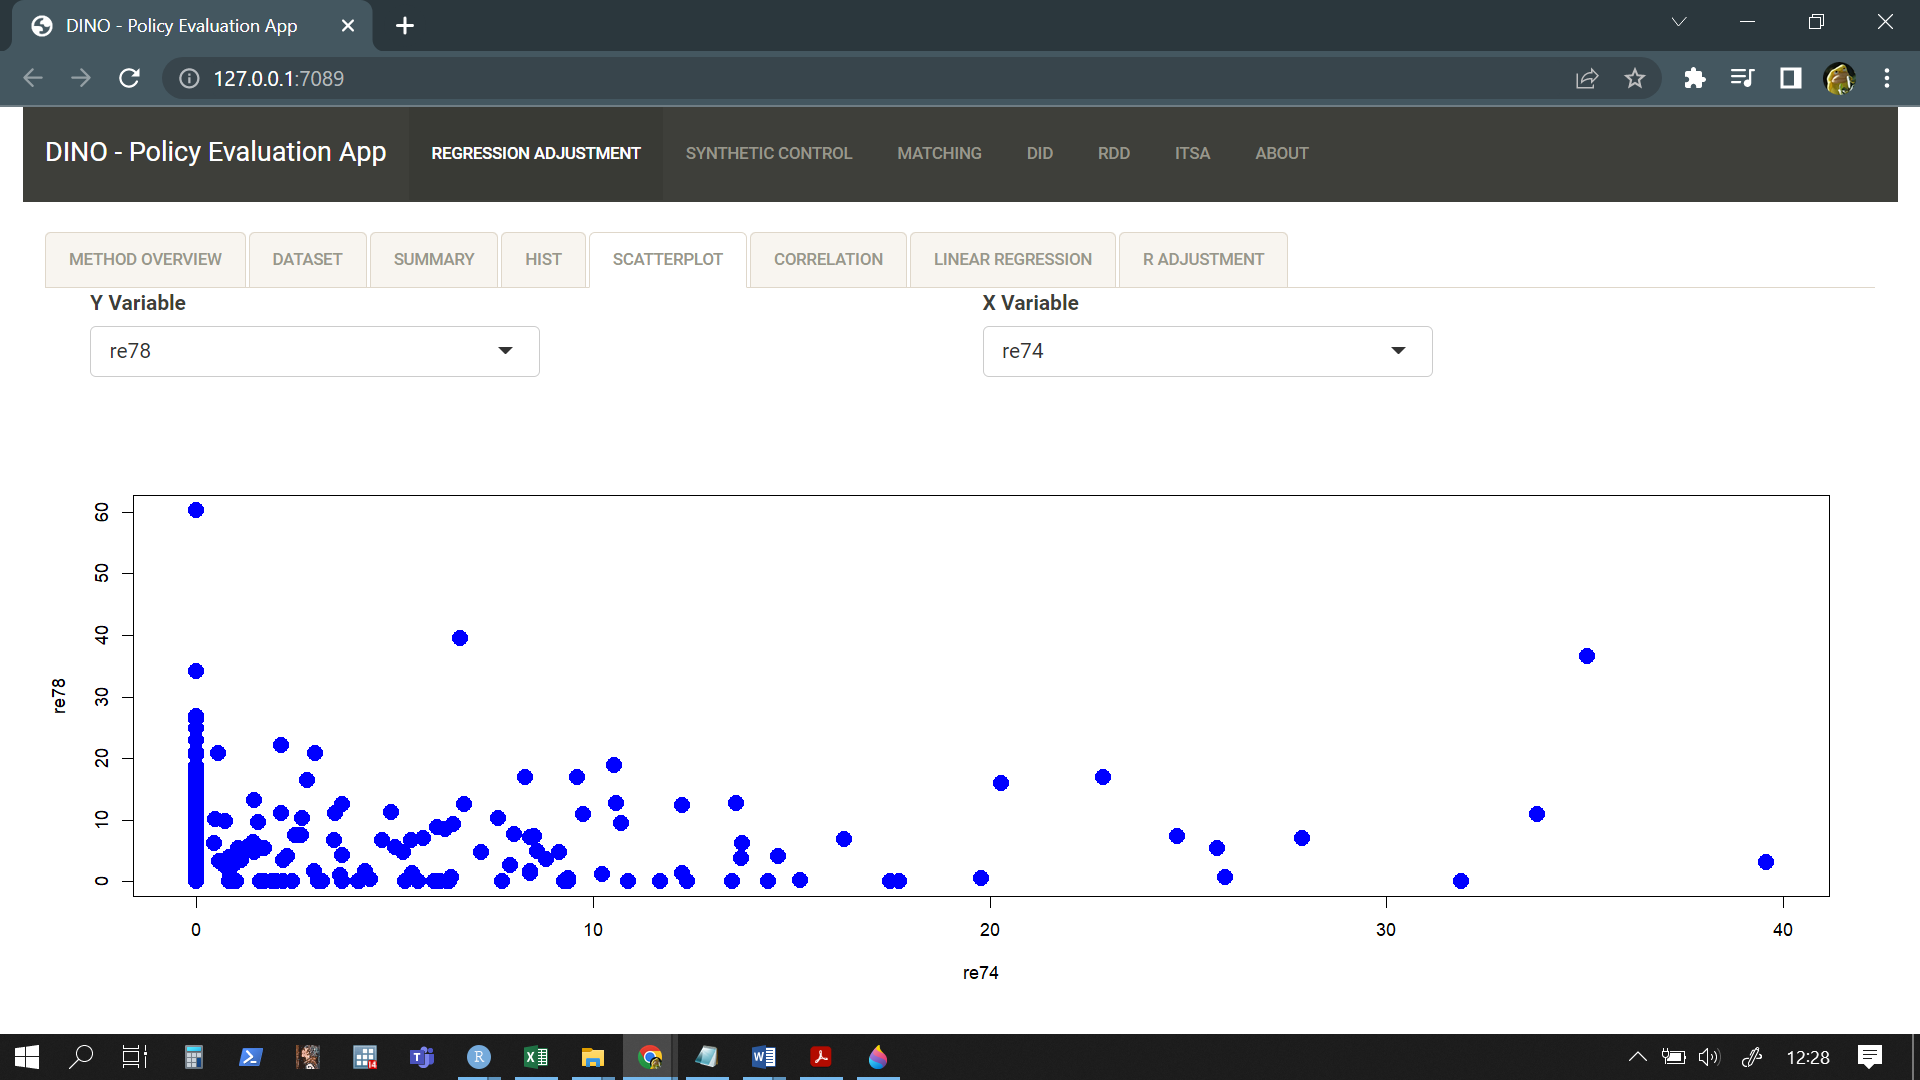 DINO - Policy Evaluation App
127.0.0.1:7089
DINO - Policy Evaluation App REGRESSION ADJUSTMENT SYNTHETIC CONTROL MATCHING DID RDD ITSA ABOUT
METHOD OVERVIEW DATASET SUMMARY HIST SCATTERPLOT CORRELATION LINEAR REGRESSION R ADJUSTMENT
Y Variable X Variable
re78 re74
60
50
40
30
20
10
0
re78
0 10 20 30 40
re74
12:28